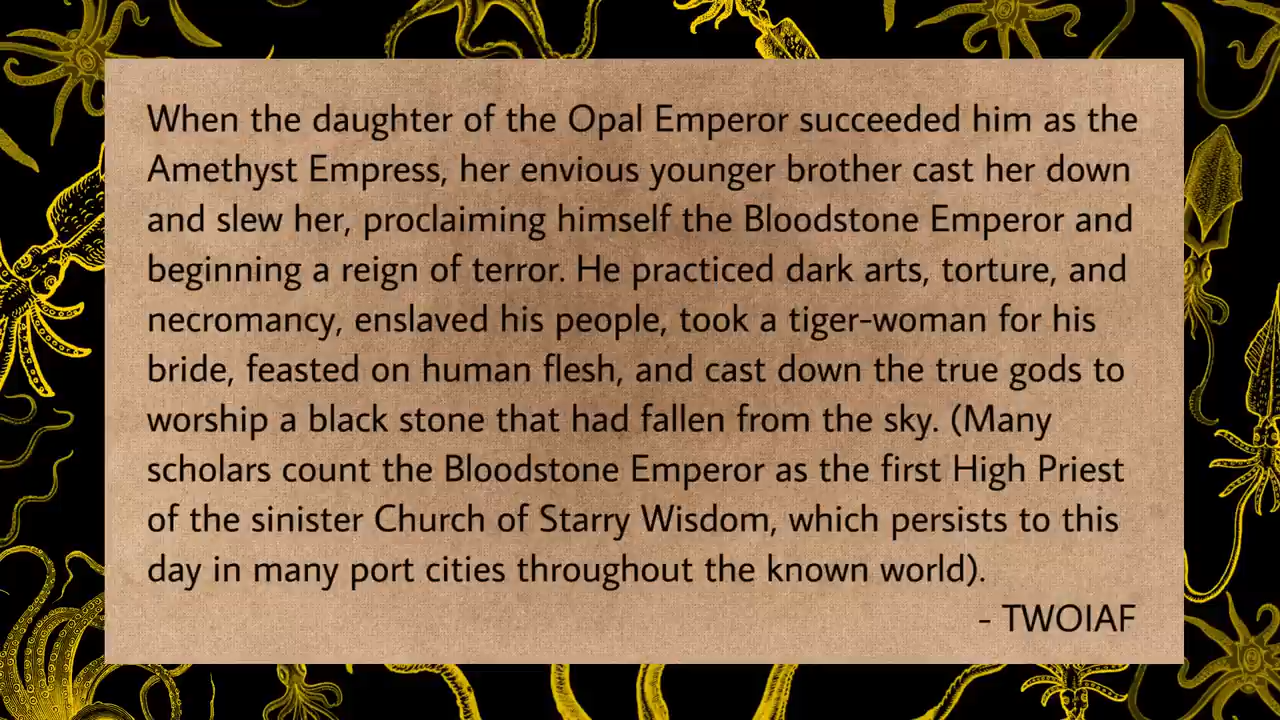 When the daughter of the Opal Emperor succeeded him as the
Amethyst Empress, her envious younger brother cast her down
and slew her, proclaiming himself the Bloodstone Emperor and
beginning a reign of terror. He practiced dark arts, torture, and
necromancy, enslaved his people, took a tiger-woman for his
bride, feasted on human flesh, and cast down the true gods to
worship a black stone that had fallen from the sky. (Many
scholars count the Bloodstone Emperor as the first High Priest
of the sinister Church of Starry Wisdom, which persists to this
day in many port cities throughout the known world).
- TWOIAF